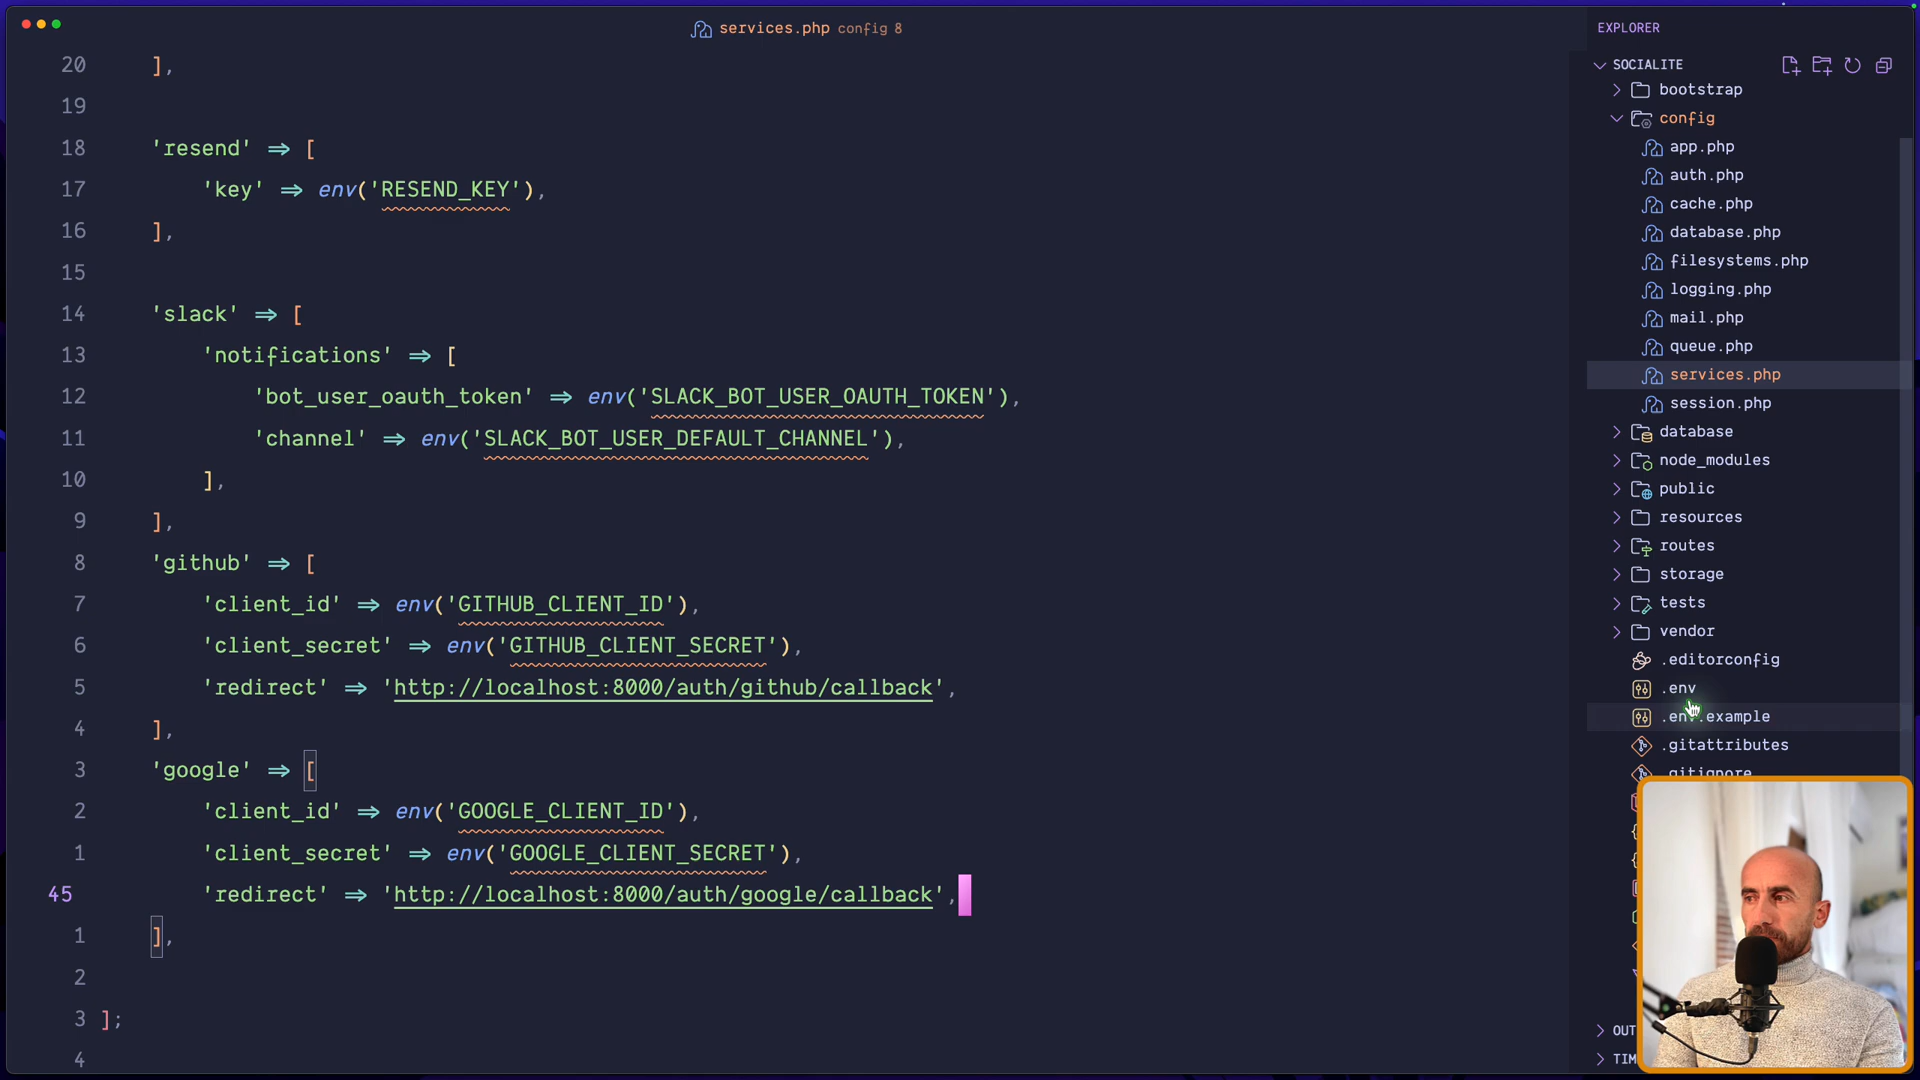 services.php config 8
20 ],
19
18 'resend' => [
17 'key' => env('RESEND_KEY'),
16 ],
15
14 'slack' => [
13 'notifications' => [
12 'bot_user_oauth_token' => env('SLACK_BOT_USER_OAUTH_TOKEN'),
11 'channel' => env('SLACK_BOT_USER_DEFAULT_CHANNEL'),
10 ],
9 ],
8 'github' => [
7 'client_id' => env('GITHUB_CLIENT_ID'),
6 'client_secret' => env('GITHUB_CLIENT_SECRET'),
5 'redirect' => 'http://localhost:8000/auth/github/callback',
4 ],
3 'google' => [
2 'client_id' => env('GOOGLE_CLIENT_ID'),
1 'client_secret' => env('GOOGLE_CLIENT_SECRET'),
45 'redirect' => 'http://localhost:8000/auth/google/callback',
1 ],
2
3 ];
4
EXPLORER
SOCIALITE
bootstrap
config
app.php
auth.php
cache.php
database.php
filesystems.php
logging.php
mail.php
queue.php
services.php
session.php
database
node_modules
public
resources
routes
storage
tests
vendor
.editorconfig
.env
.env.example
.gitattributes
.gitignore
OUT
TIM